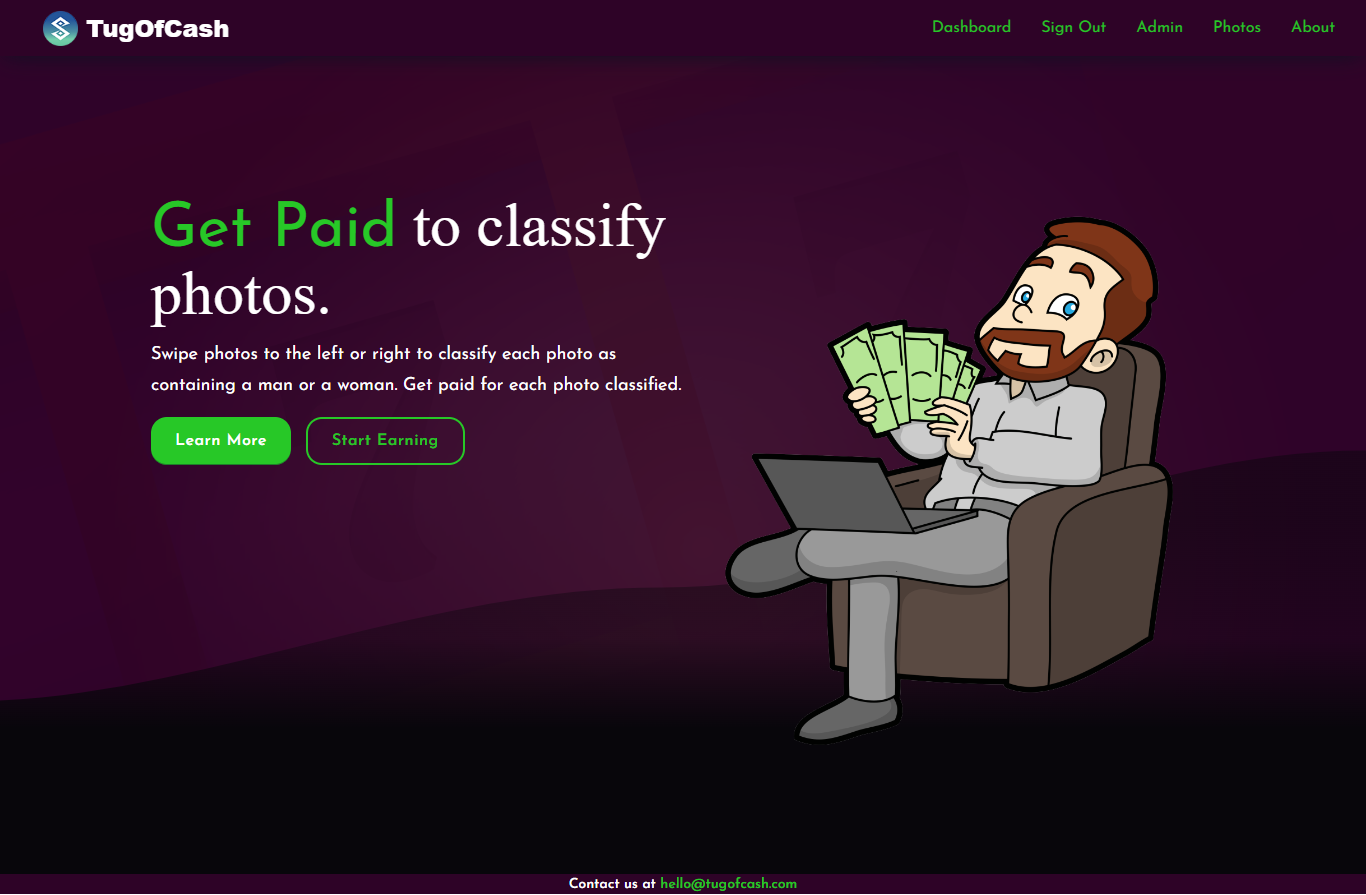 TugOfCash
Dashboard Sign Out Admin Photos About
Get Paid to classify
photos.
Swipe photos to the left or right to classify each photo as
containing a man or a woman. Get paid for each photo classified.
Learn More Start Earning
Contact us at hello@tugofcash.com